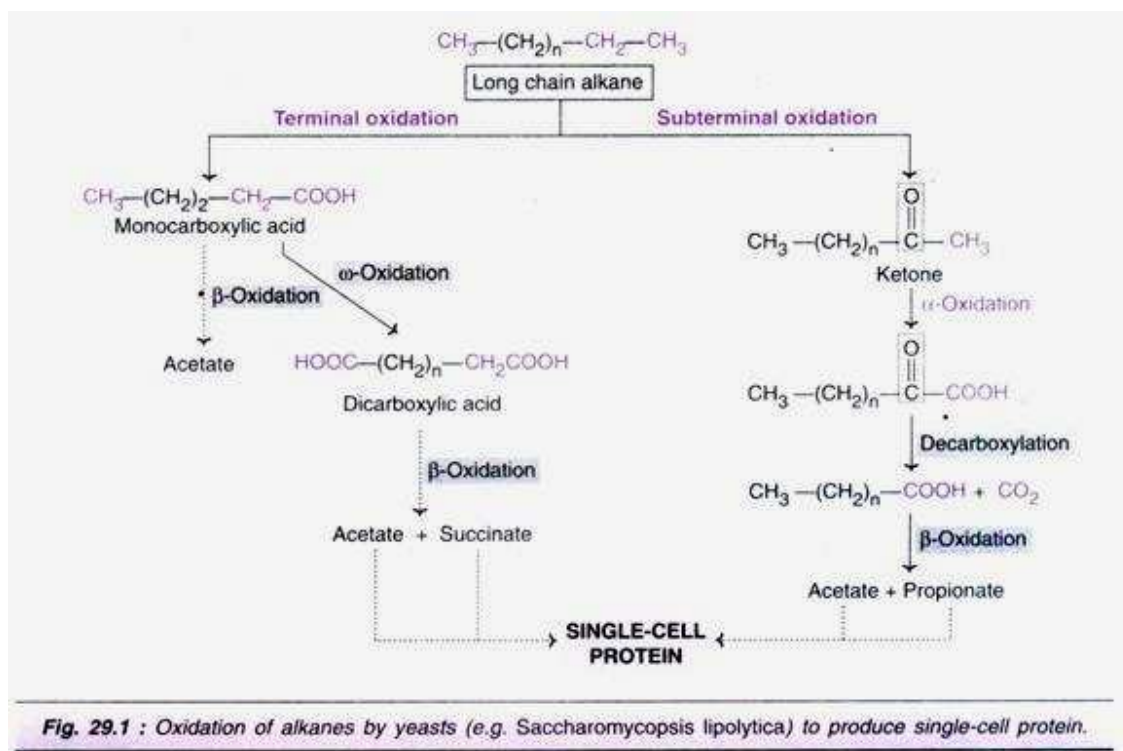 CH₃—(CH₂)ₙ—CH₂—CH₃
Long chain alkane
Terminal oxidation
Subterminal oxidation
CH₃—(CH₂)₂—CH₂—COOH
Monocarboxylic acid
β-Oxidation
ω-Oxidation
Acetate
HOOC—(CH₂)ₙ—CH₂COOH
Dicarboxylic acid
β-Oxidation
Acetate + Succinate
O
CH₃—(CH₂)ₙ—C—CH₃
Ketone
α-Oxidation
O
CH₃—(CH₂)ₙ—C—COOH
Decarboxylation
CH₃—(CH₂)ₙ—COOH + CO₂
β-Oxidation
Acetate + Propionate
SINGLE-CELL
PROTEIN
Fig. 29.1 : Oxidation of alkanes by yeasts (e.g. Saccharomycopsis lipolytica) to produce single-cell protein.